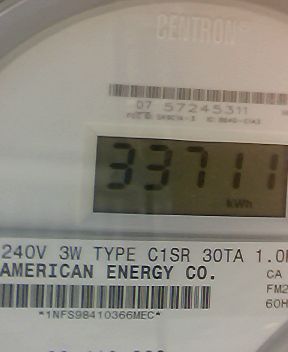 CENTRON
07 57245311
33711
kWh
240V 3W TYPE C1SR 30TA 1.0
AMERICAN ENERGY CO.
CA
FM2
60H
*1NFS98410366MEC*